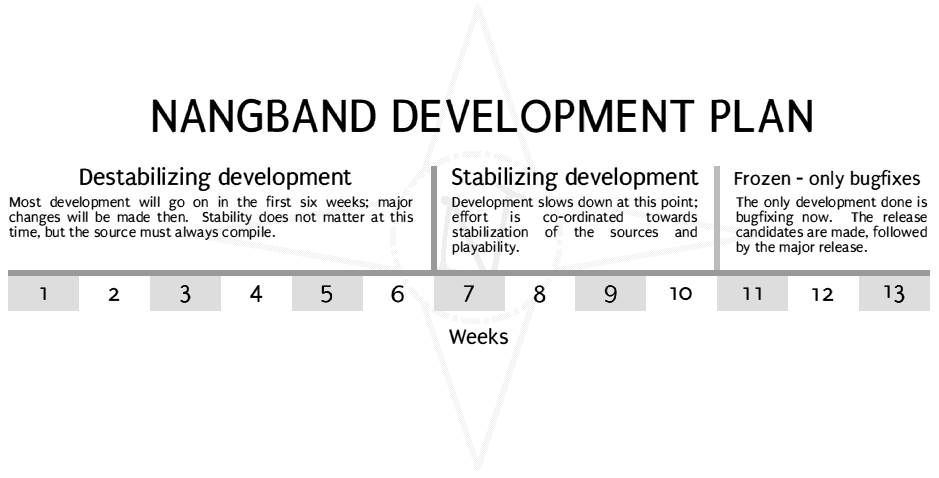 NANGBAND DEVELOPMENT PLAN
Destabilizing development
Most development will go on in the first six weeks; major
changes will be made then. Stability does not matter at this
time, but the source must always compile.
Stabilizing development
Development slows down at this point;
effort is co-ordinated towards
stabilization of the sources and
playability.
Frozen - only bugfixes
The only development done is
bugfixing now. The release
candidates are made, followed
by the major release.
1 2 3 4 5 6 7 8 9 10 11 12 13
Weeks